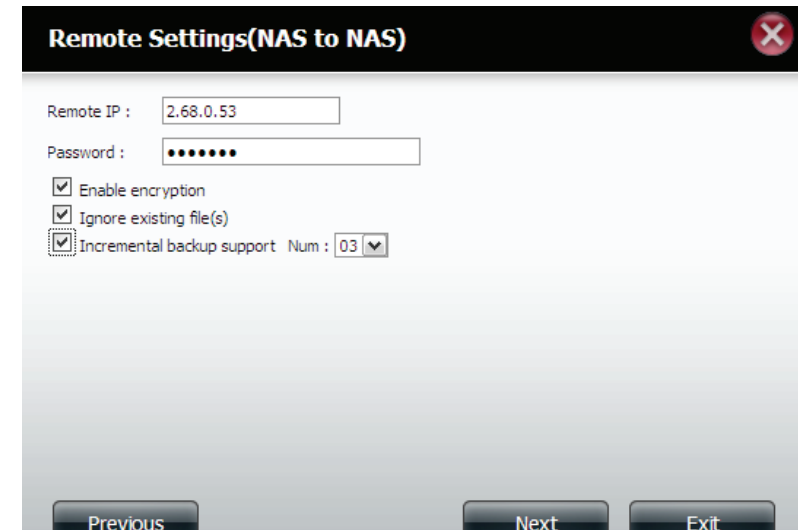 Remote Settings(NAS to NAS)
Remote IP : 2.68.0.53
Password : •••••••
Enable encryption
Ignore existing file(s)
Incremental backup support Num : 03
Previous Next Exit